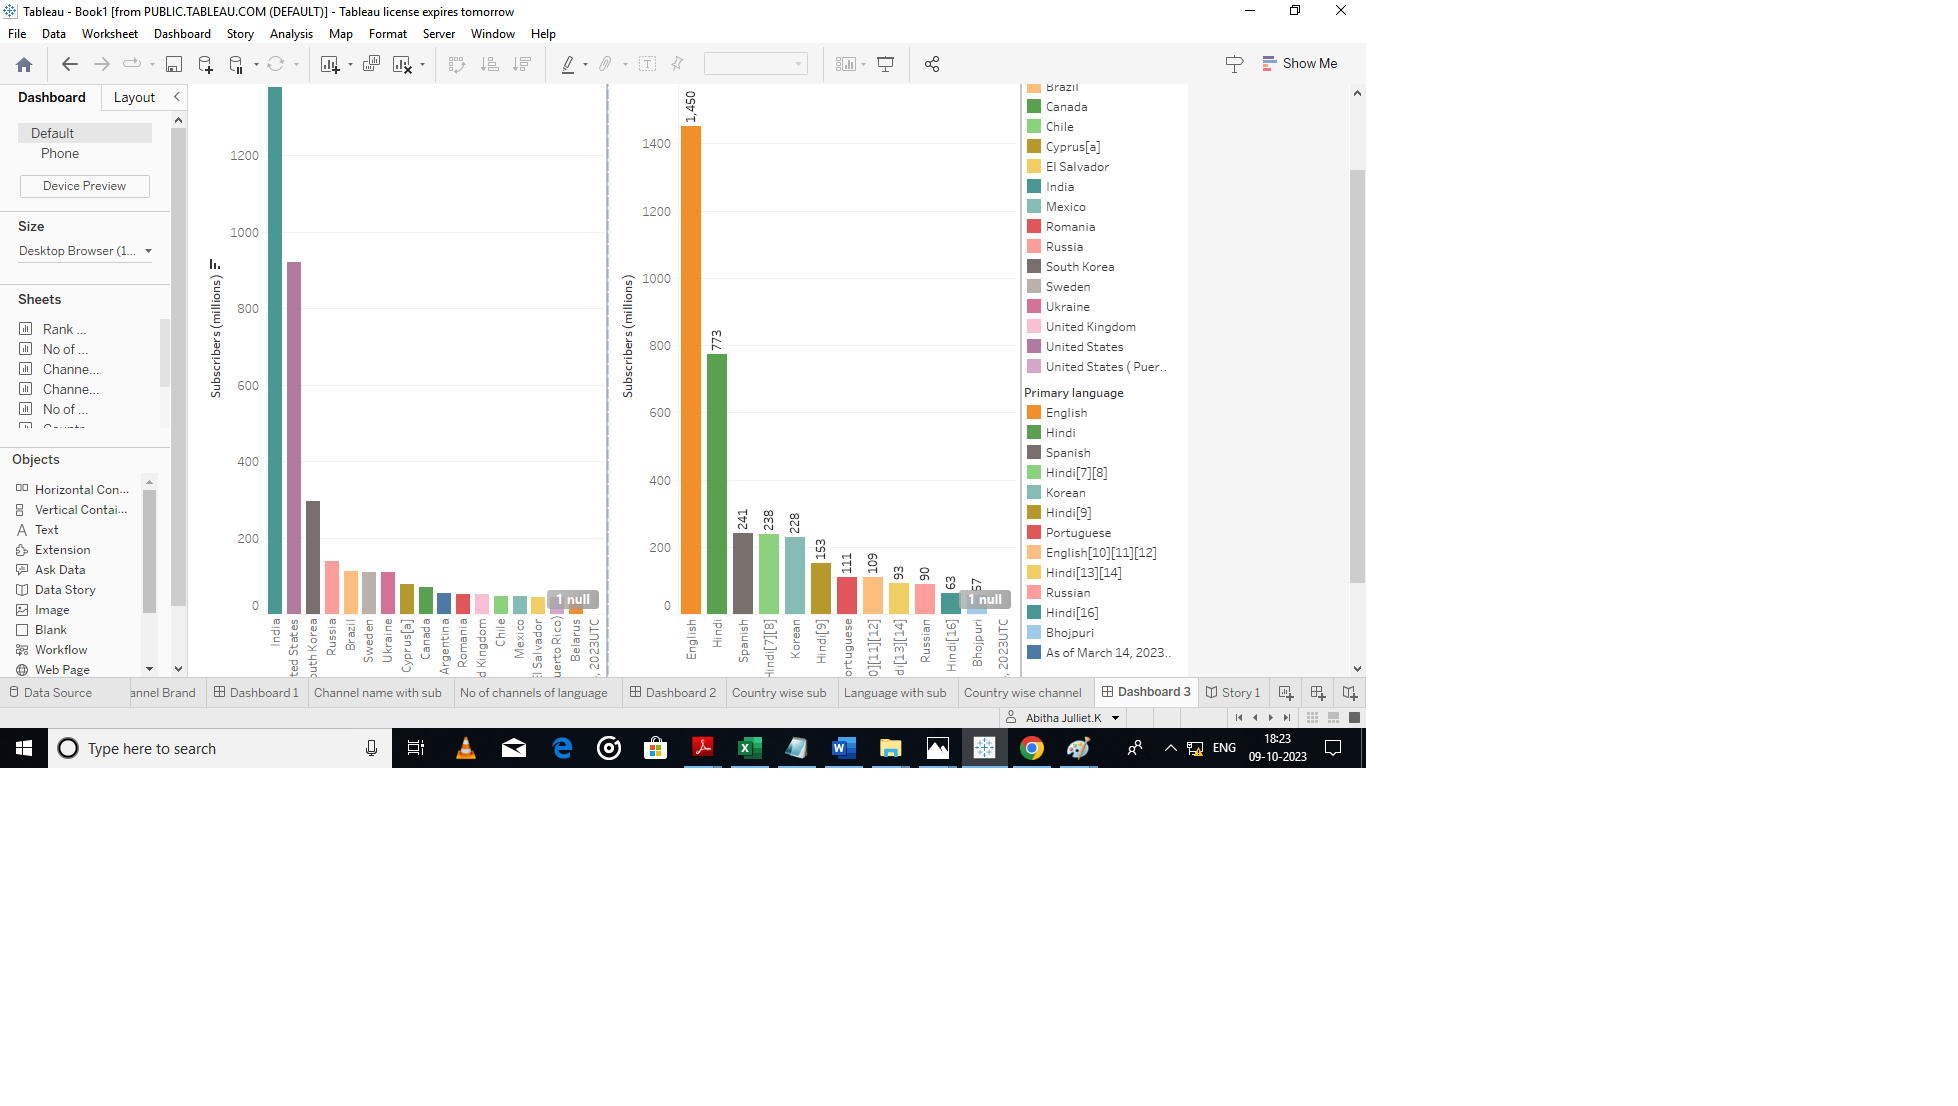 Tableau - Book1 [from PUBLIC.TABLEAU.COM (DEFAULT)] - Tableau license expires tomorrow
File Data Worksheet Dashboard Story Analysis Map Format Server Window Help
Show Me
Dashboard Layout
Default
Phone
Device Preview
Size
Desktop Browser (1...
Sheets
Rank ...
No of ...
Channe...
Channe...
No of ...
Objects
Horizontal Con...
Vertical Contai...
Text
Extension
Ask Data
Data Story
Image
Blank
Workflow
Web Page
Subscribers (millions)
1200
1000
800
600
400
200
0
1 null
India
ted States
outh Korea
Russia
Brazil
Sweden
Ukraine
Cyprus[a]
Canada
Argentina
Romania
d Kingdom
Chile
Mexico
El Salvador
uerto Rico)
Belarus
, 2023UTC
Subscribers (millions)
1400
1200
1000
800
600
400
200
0
1,450
773
241
238
228
153
111
109
93
90
63
57
1 null
English
Hindi
Spanish
Hindi[7][8]
Korean
Hindi[9]
ortuguese
0][11][12]
di[13][14]
Russian
Hindi[16]
Bhojpuri
, 2023UTC
Brazil
Canada
Chile
Cyprus[a]
El Salvador
India
Mexico
Romania
Russia
South Korea
Sweden
Ukraine
United Kingdom
United States
United States ( Puer..
Primary language
English
Hindi
Spanish
Hindi[7][8]
Korean
Hindi[9]
Portuguese
English[10][11][12]
Hindi[13][14]
Russian
Hindi[16]
Bhojpuri
As of March 14, 2023..
Data Source annel Brand Dashboard 1 Channel name with sub No of channels of language Dashboard 2 Country wise sub Language with sub Country wise channel Dashboard 3 Story 1
Abitha Julliet.K
Type here to search
ENG
18:23
09-10-2023